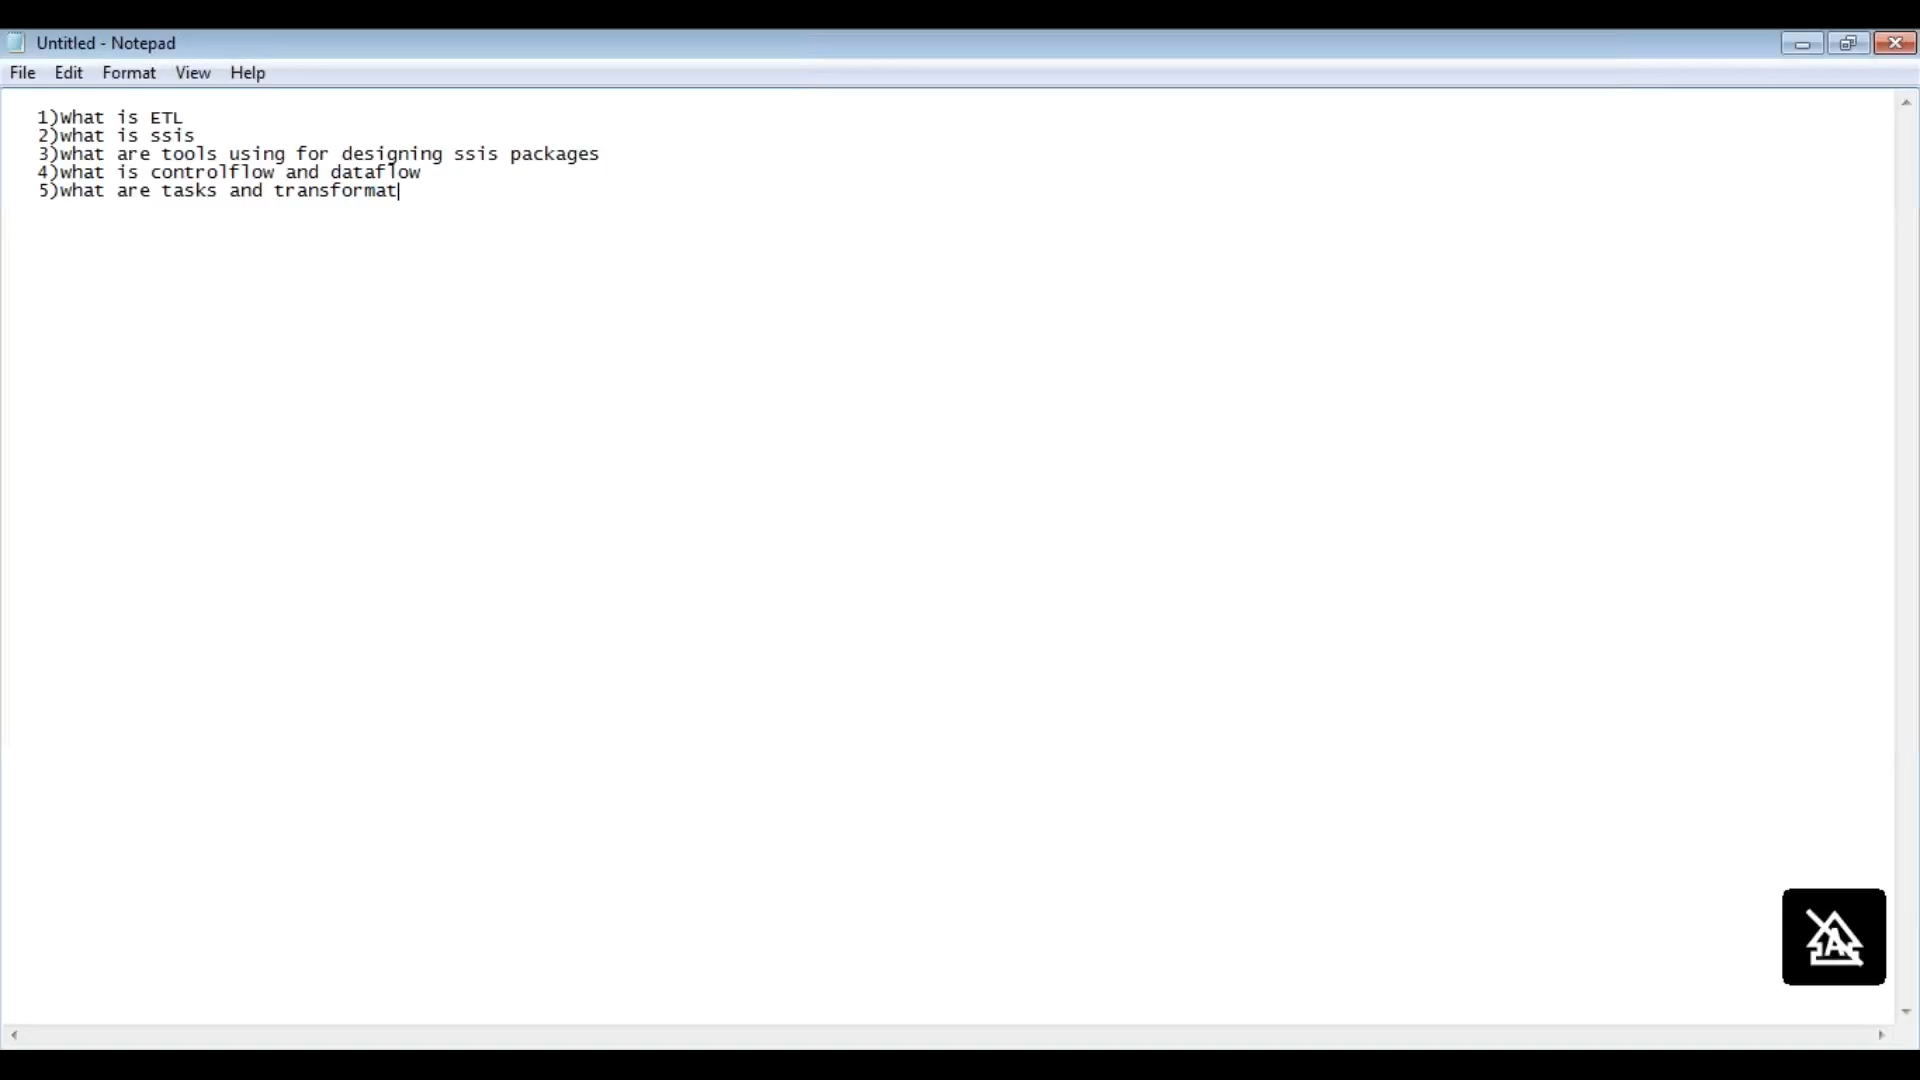 Untitled - Notepad
File Edit Format View Help
1)What is ETL
2)what is ssis
3)what are tools using for designing ssis packages
4)what is controlflow and dataflow
5)what are tasks and transformat
A